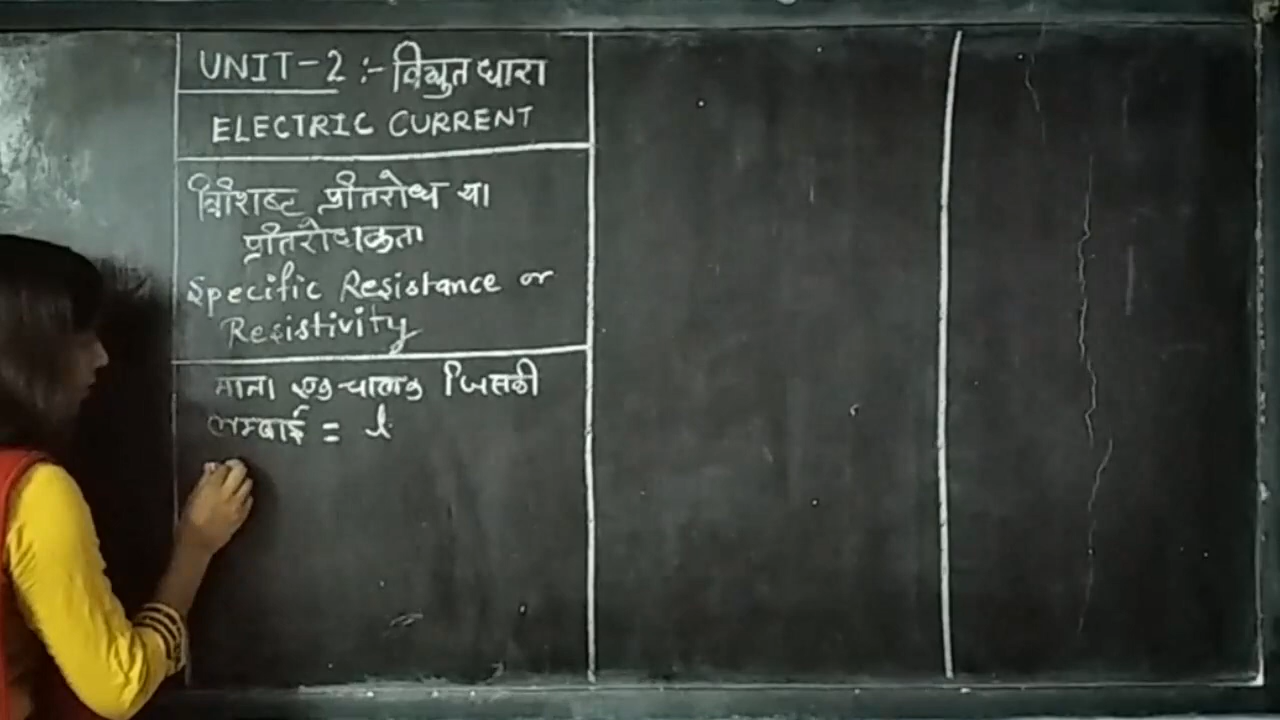 UNIT-2 :- विद्युत धारा
ELECTRIC CURRENT
विशिष्ट प्रतिरोध या
प्रतिरोधकता
Specific Resistance or
Resistivity
माना एक चालक जिसकी
लम्बाई = l